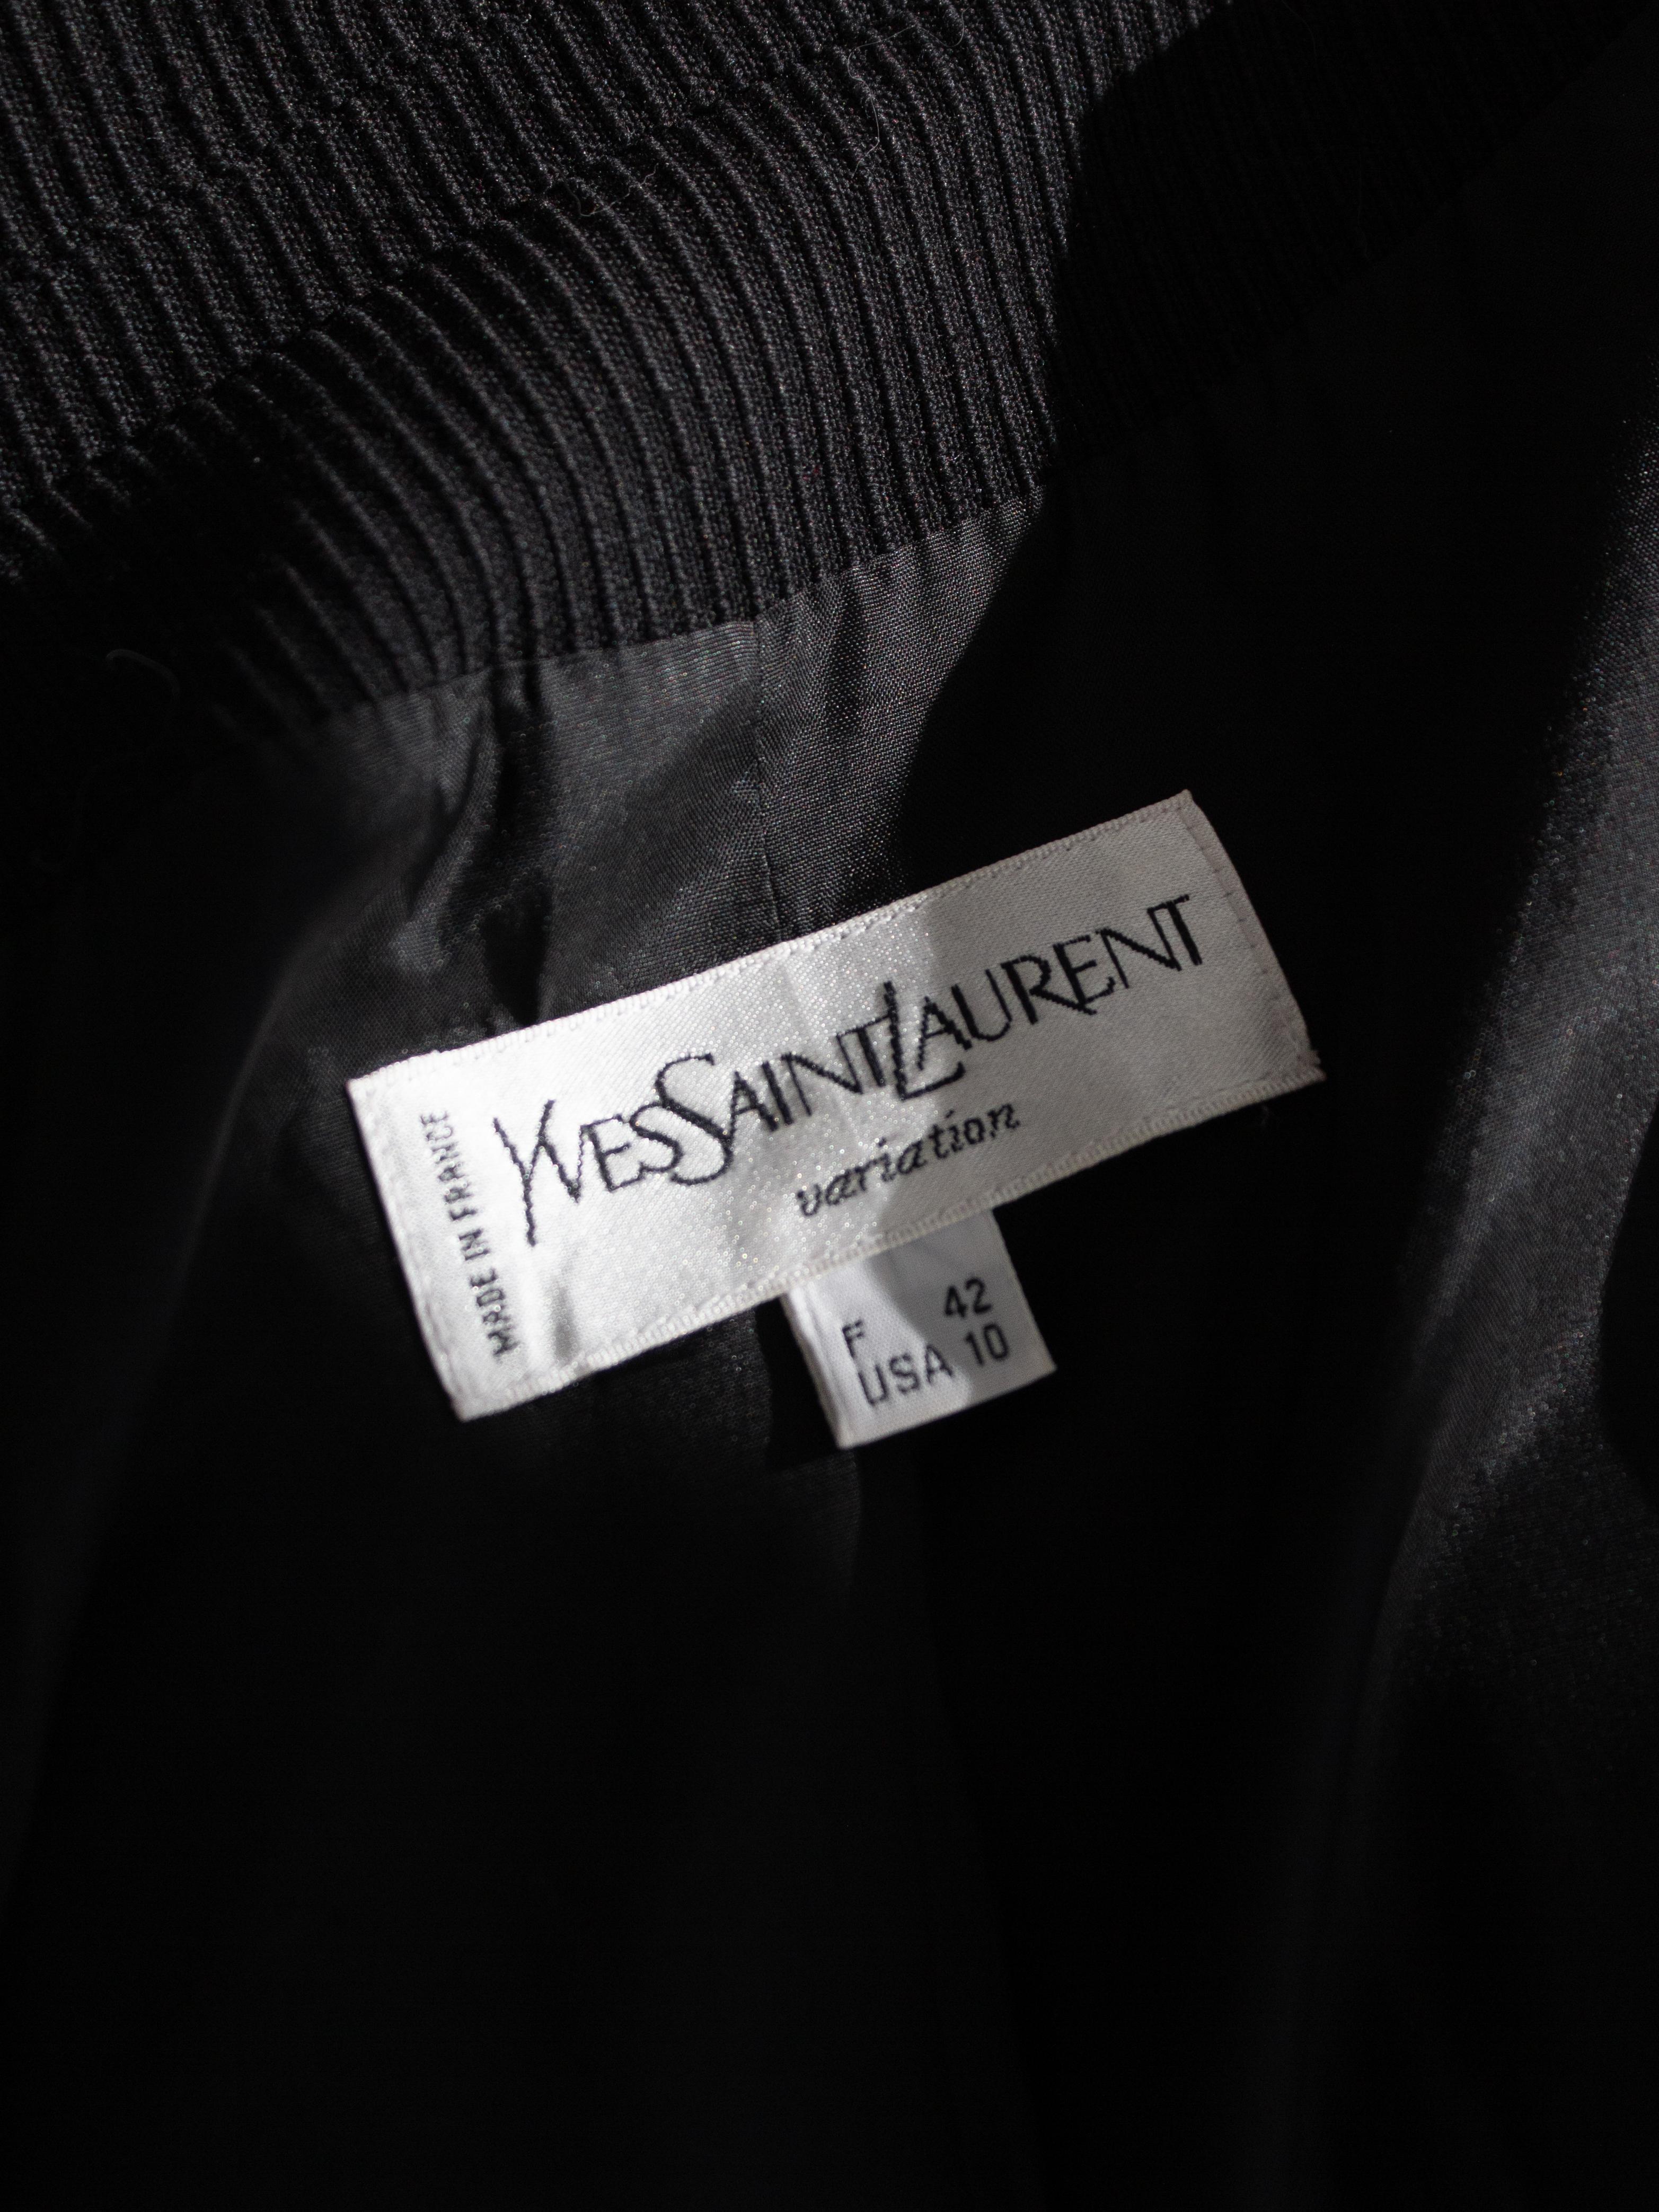 YVESSAINTLAURENT
variation
MADE IN FRANCE
F 42
USA 10